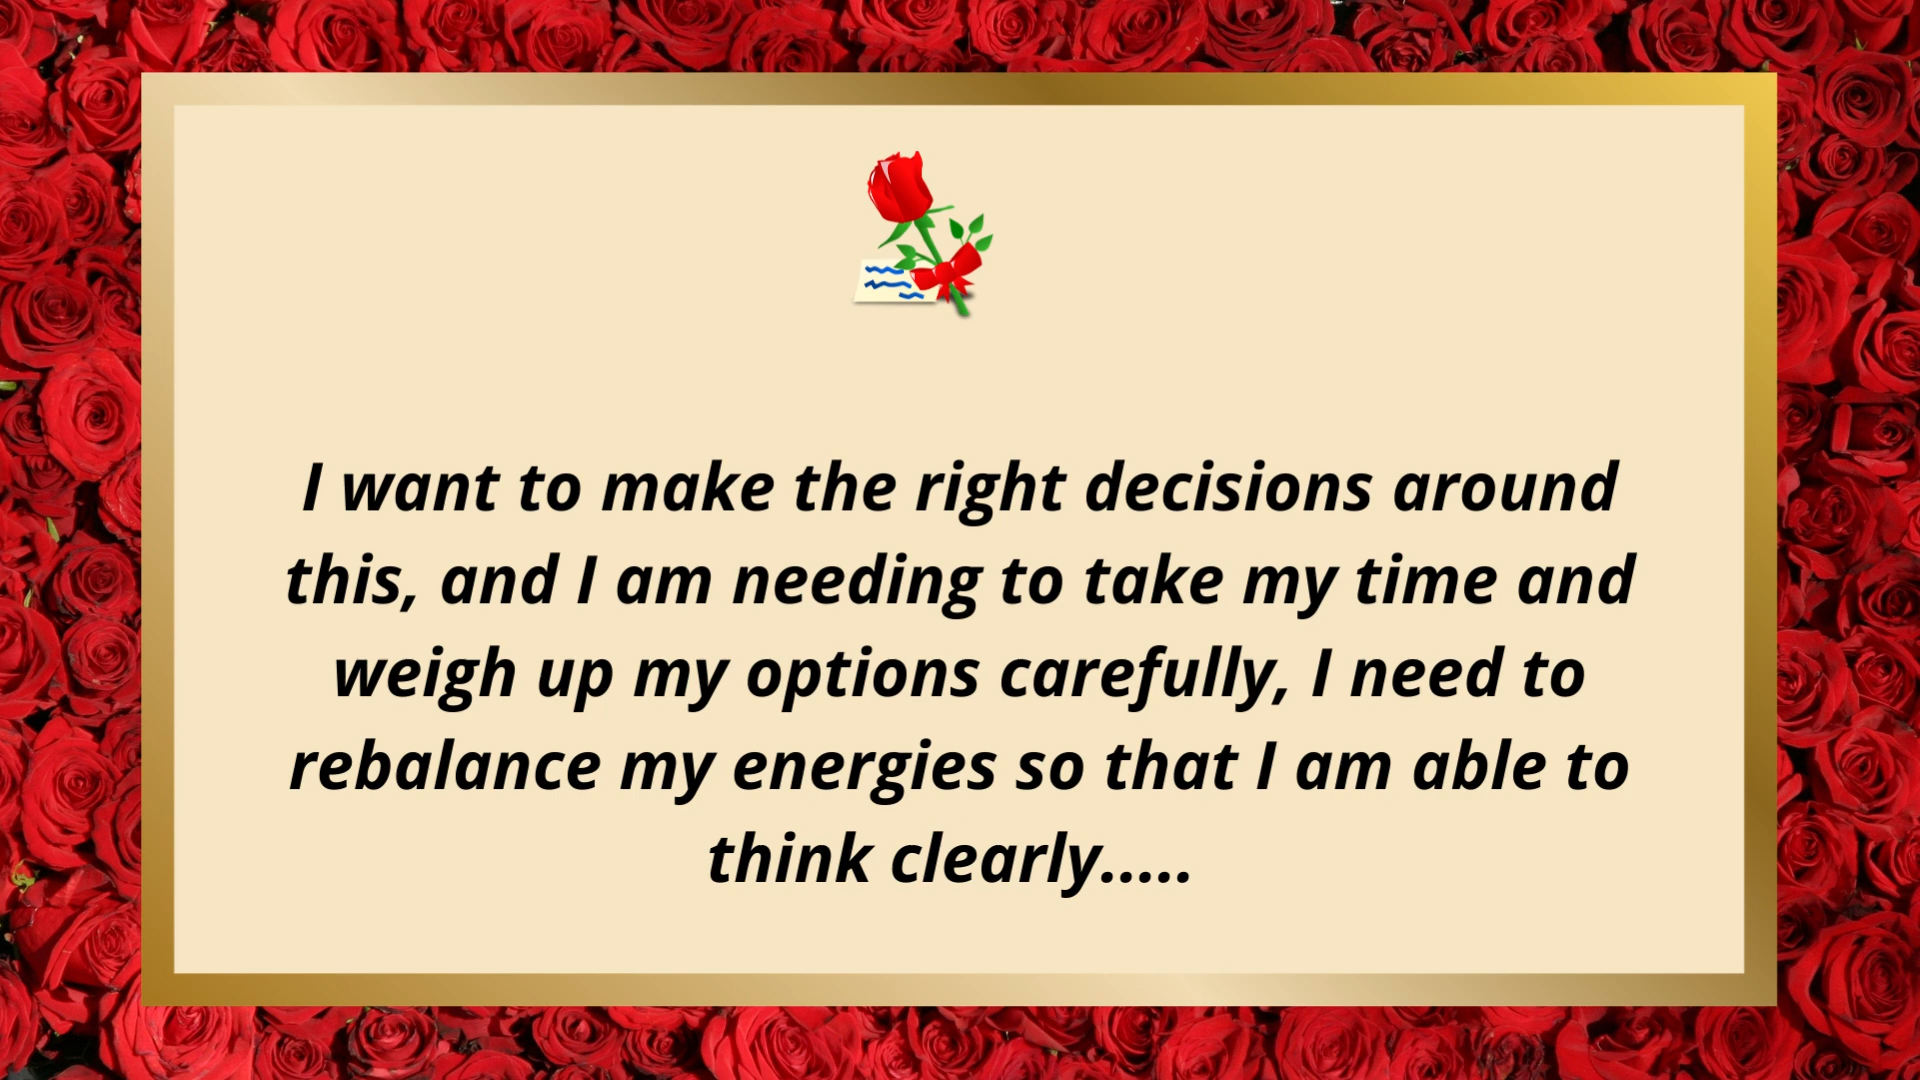 I want to make the right decisions around
this, and I am needing to take my time and
weigh up my options carefully, I need to
rebalance my energies so that I am able to
think clearly.....